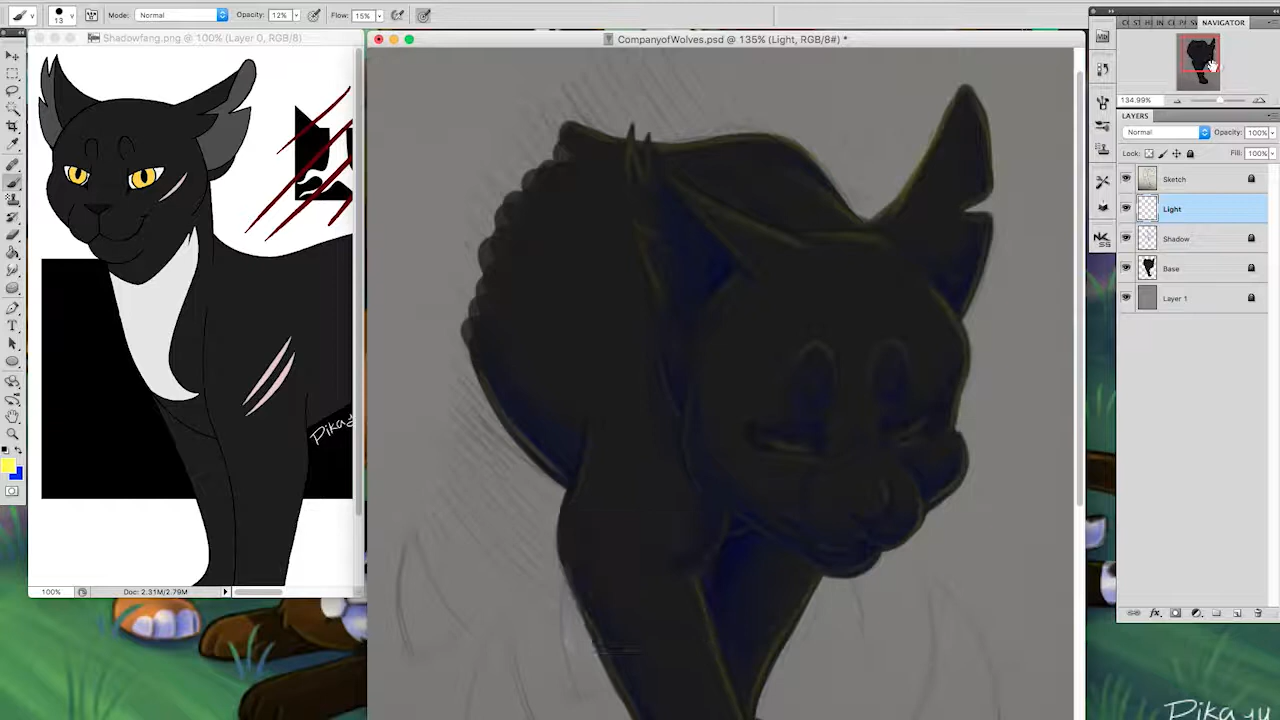 13 Mode: Normal Opacity: 12% Flow: 15%
Shadowfang.png @ 100% (Layer 0, RGB/8)
CompanyofWolves.psd @ 135% (Light, RGB/8#) *
NAVIGATOR
134.99%
LAYERS
Normal Opacity: 100%
Lock: Fill: 100%
Sketch
Light
Shadow
Base
Layer 1
Pika
100% Doc: 2.31M/2.79M
Pika